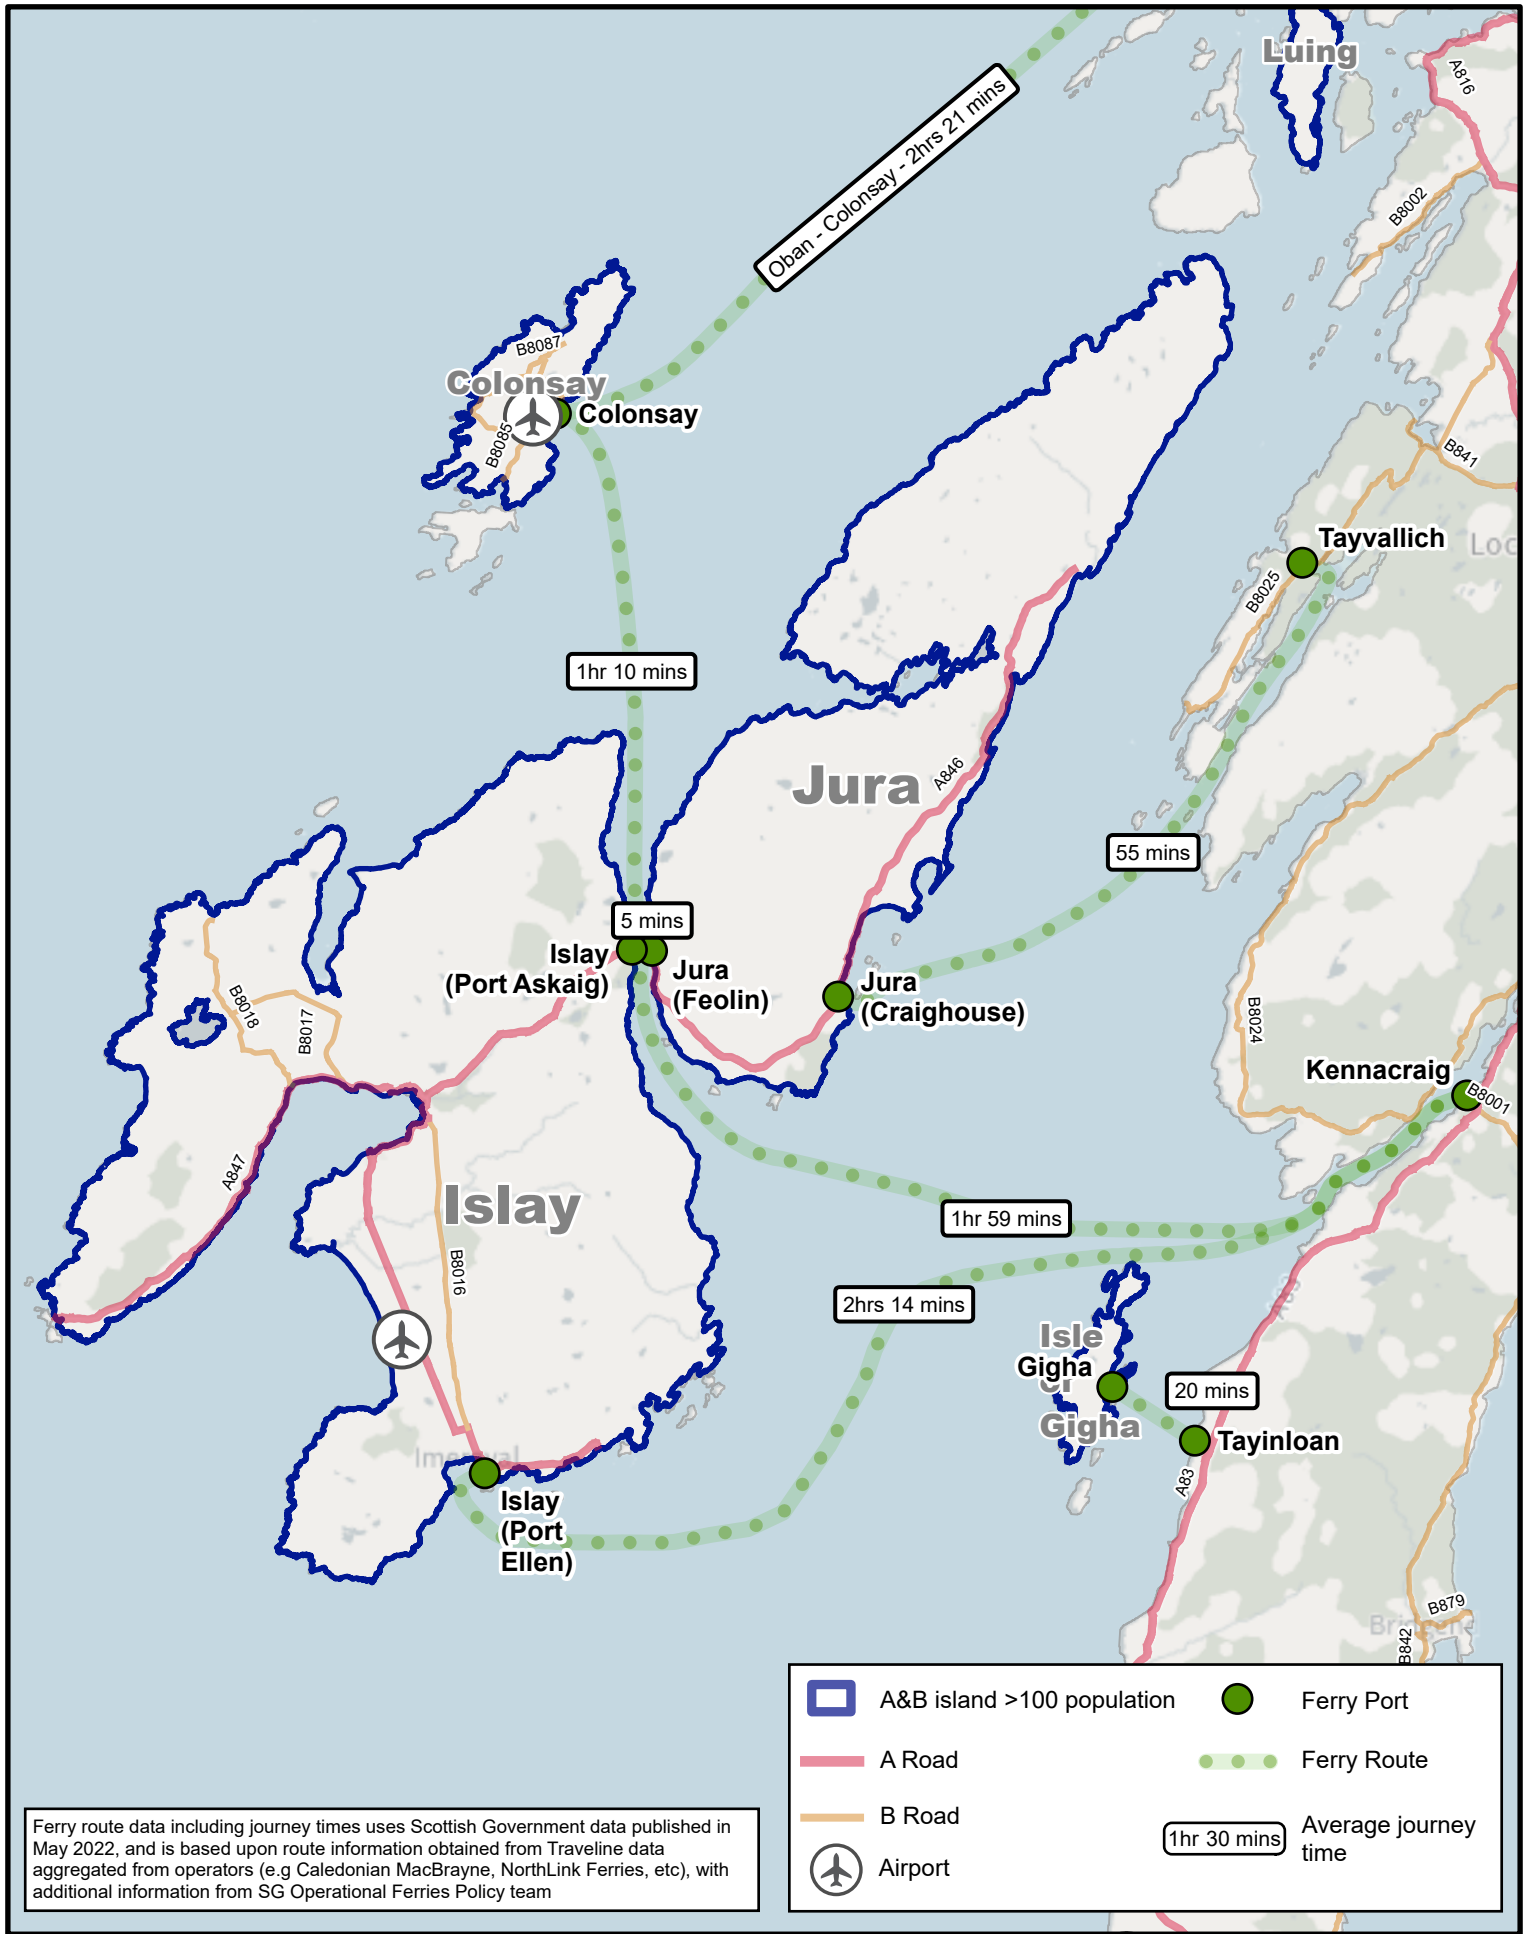 Luing
A816
Oban - Colonsay - 2hrs 21 mins
B8002
B8087
Colonsay
Colonsay
B8085
B841
Tayvallich
Loc
B8025
1hr 10 mins
Jura
A846
55 mins
5 mins
Islay
(Port Askaig)
Jura
(Feolin)
Jura
(Craighouse)
B8018
B8017
B8024
Kennacraig
B8001
A847
Islay
1hr 59 mins
B8016
2hrs 14 mins
Isle
Gigha
of
Gigha
20 mins
Tayinloan
A83
Islay
(Port
Ellen)
B879
B842
A&B island >100 population
Ferry Port
A Road
Ferry Route
B Road
1hr 30 mins
Average journey
time
Airport
Ferry route data including journey times uses Scottish Government data published in
May 2022, and is based upon route information obtained from Traveline data
aggregated from operators (e.g Caledonian MacBrayne, NorthLink Ferries, etc), with
additional information from SG Operational Ferries Policy team